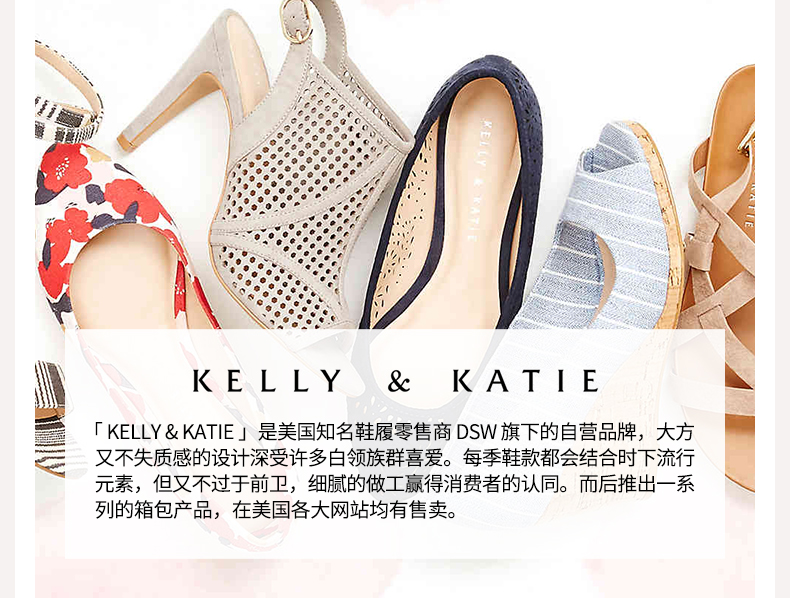 KELLY & KATIE
KATIE
KELLY & KATIE
「 KELLY & KATIE 」是美国知名鞋履零售商 DSW 旗下的自营品牌，大方
又不失质感的设计深受许多白领族群喜爱。每季鞋款都会结合时下流行
元素，但又不过于前卫，细腻的做工赢得消费者的认同。而后推出一系
列的箱包产品，在美国各大网站均有售卖。